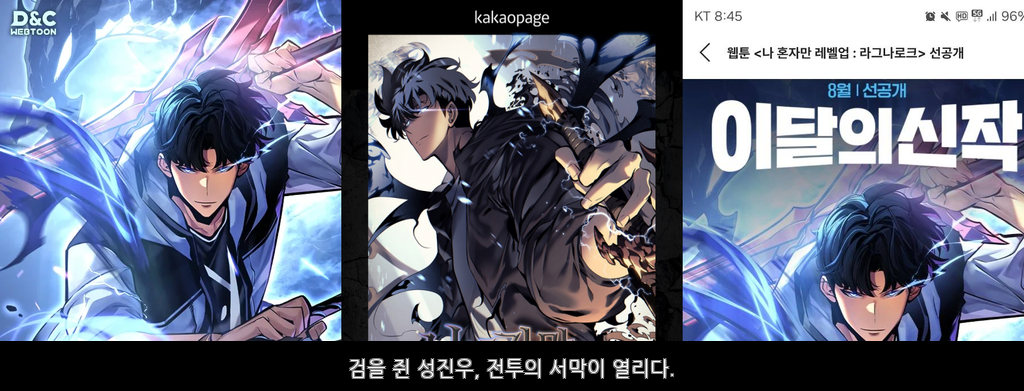 D&C
WEBTOON
kakaopage
KT 8:45
HD
5G
96%
웹툰 <나 혼자만 레벨업 : 라그나로크> 선공개
8월 | 선공개
이달의 신작
검을 쥔 성진우, 전투의 서막이 열리다.